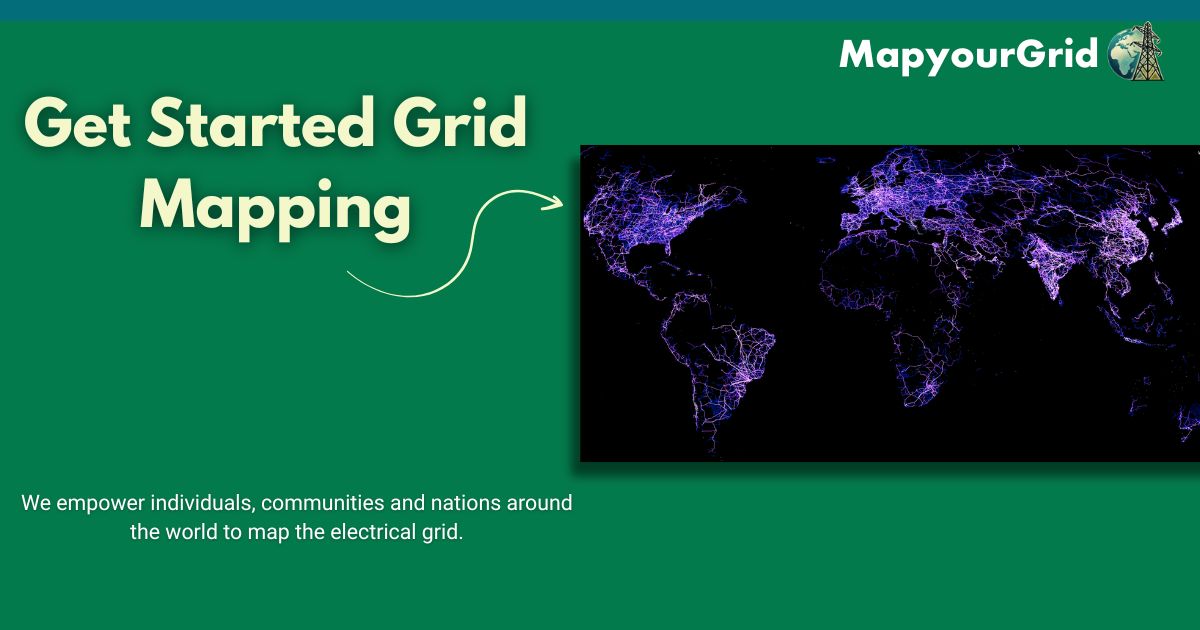 MapyourGrid
Get Started Grid
Mapping
We empower individuals, communities and nations around
the world to map the electrical grid.